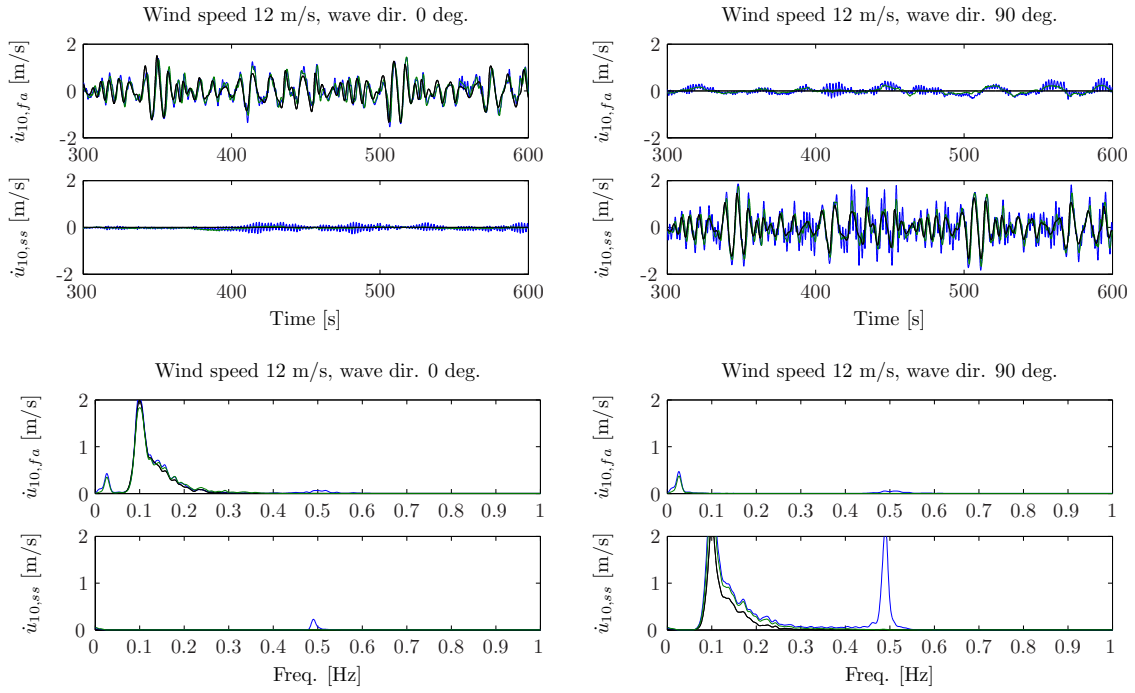 Wind speed 12 m/s, wave dir. 0 deg.
u̇10,fa [m/s]
2
0
-2
300 400 500 600
u̇10,ss [m/s]
2
0
-2
300 400 500 600
Time [s]
Wind speed 12 m/s, wave dir. 90 deg.
u̇10,fa [m/s]
2
0
-2
300 400 500 600
u̇10,ss [m/s]
2
0
-2
300 400 500 600
Time [s]
Wind speed 12 m/s, wave dir. 0 deg.
u̇10,fa [m/s]
2
1
0
0 0.1 0.2 0.3 0.4 0.5 0.6 0.7 0.8 0.9 1
u̇10,ss [m/s]
2
1
0
0 0.1 0.2 0.3 0.4 0.5 0.6 0.7 0.8 0.9 1
Freq. [Hz]
Wind speed 12 m/s, wave dir. 90 deg.
u̇10,fa [m/s]
2
1
0
0 0.1 0.2 0.3 0.4 0.5 0.6 0.7 0.8 0.9 1
u̇10,ss [m/s]
2
1
0
0 0.1 0.2 0.3 0.4 0.5 0.6 0.7 0.8 0.9 1
Freq. [Hz]